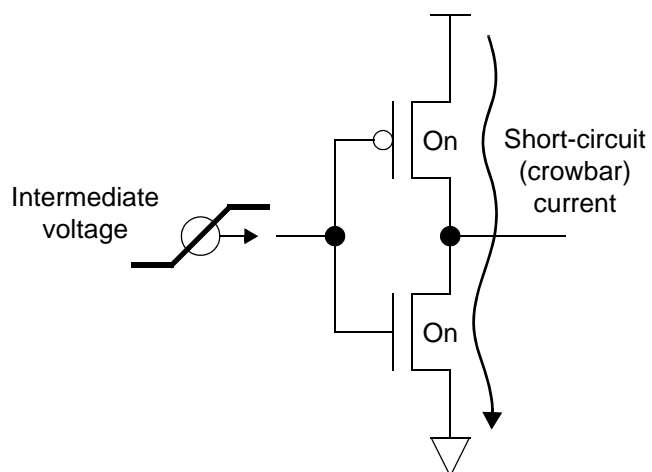 On
Short-circuit
(crowbar)
current
Intermediate
voltage
On